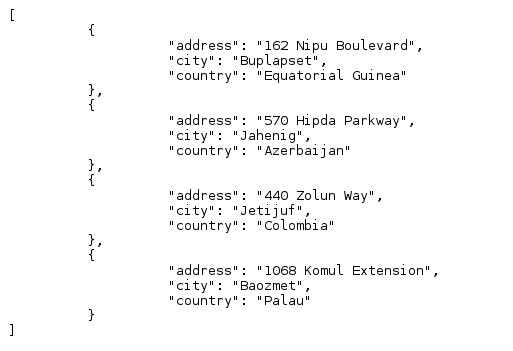 [
	{
		"address": "162 Nipu Boulevard",
		"city": "Buplapset",
		"country": "Equatorial Guinea"
	},
	{
		"address": "570 Hipda Parkway",
		"city": "Jahenig",
		"country": "Azerbaijan"
	},
	{
		"address": "440 Zolun Way",
		"city": "Jetijuf",
		"country": "Colombia"
	},
	{
		"address": "1068 Komul Extension",
		"city": "Baozmet",
		"country": "Palau"
	}
]